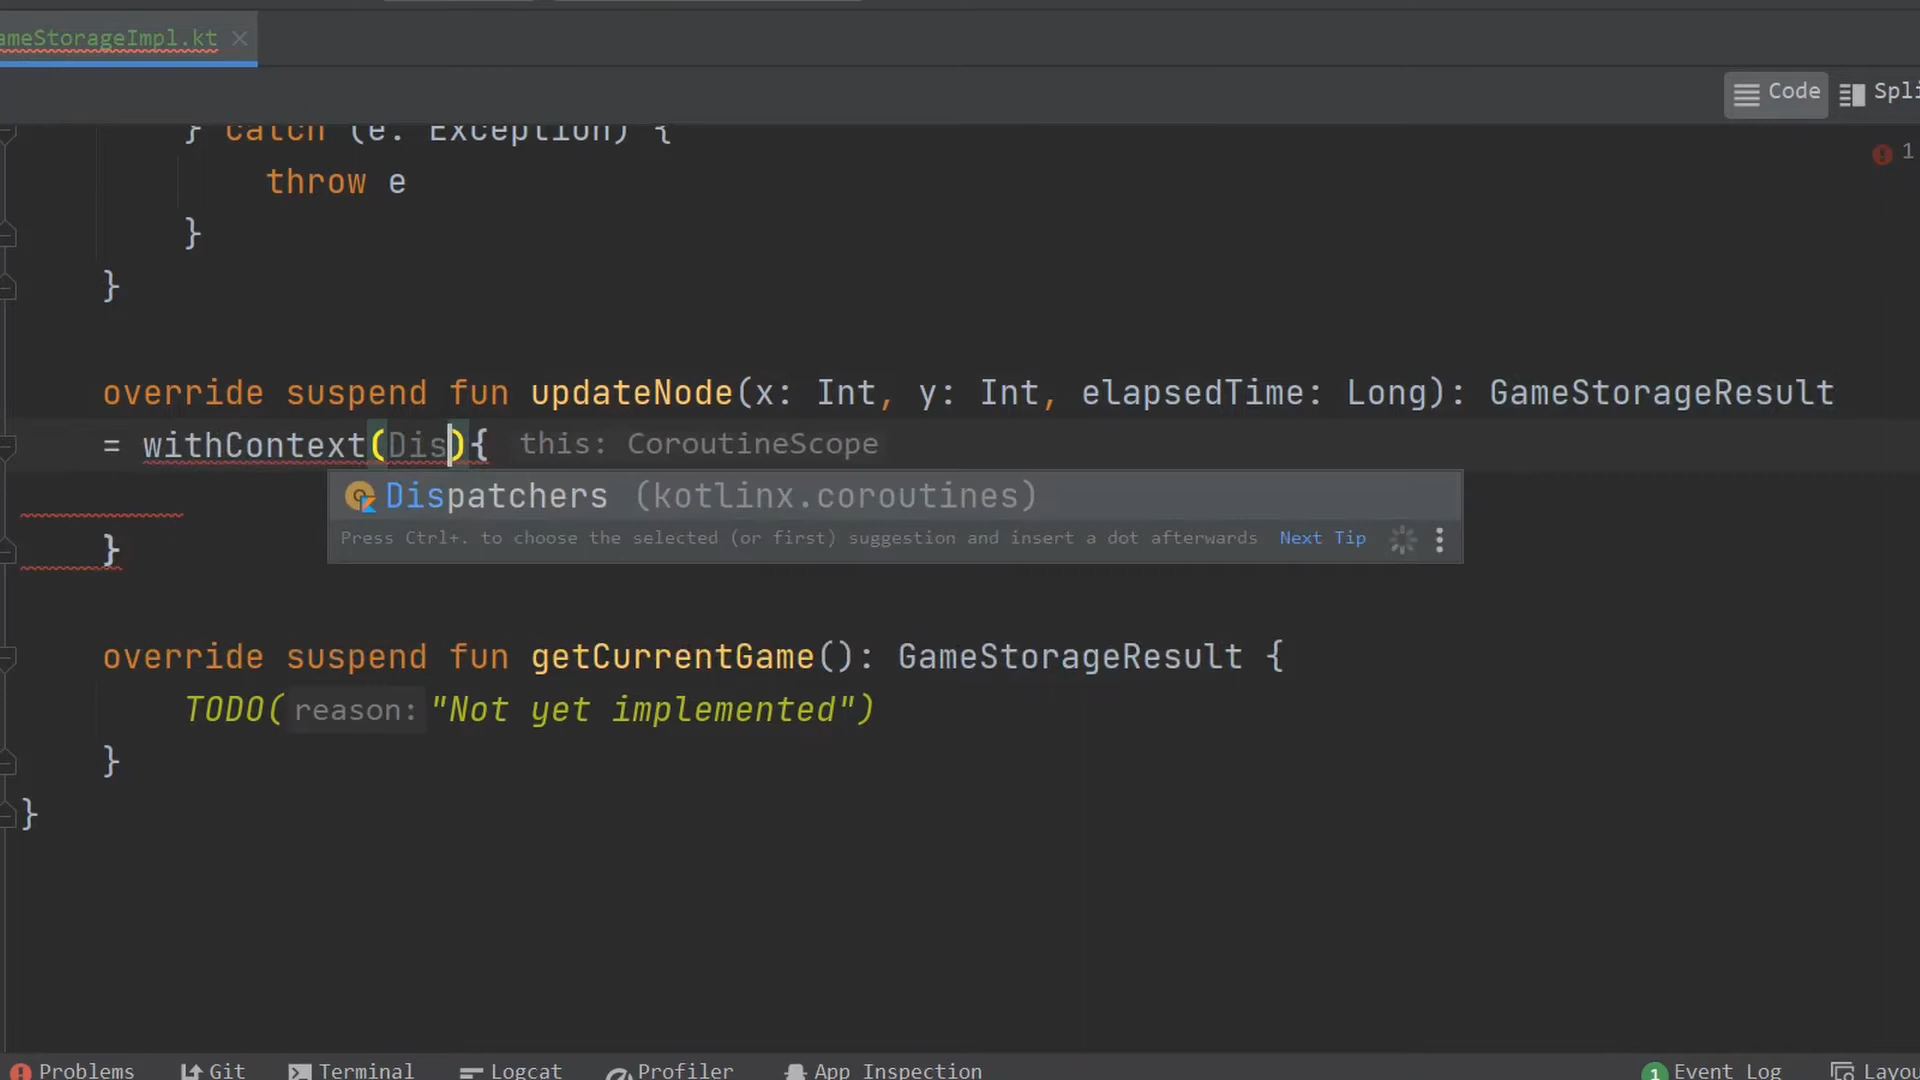 ameStorageImpl.kt
Code Spli
} catch (e: Exception) {
1
throw e
}
}
override suspend fun updateNode(x: Int, y: Int, elapsedTime: Long): GameStorageResult
= withContext(Dis){ this: CoroutineScope
Dispatchers (kotlinx.coroutines)
Press Ctrl+. to choose the selected (or first) suggestion and insert a dot afterwards Next Tip
}
override suspend fun getCurrentGame(): GameStorageResult {
TODO( reason: "Not yet implemented")
}
}
Problems Git Terminal Logcat Profiler App Inspection 1 Event Log Layou